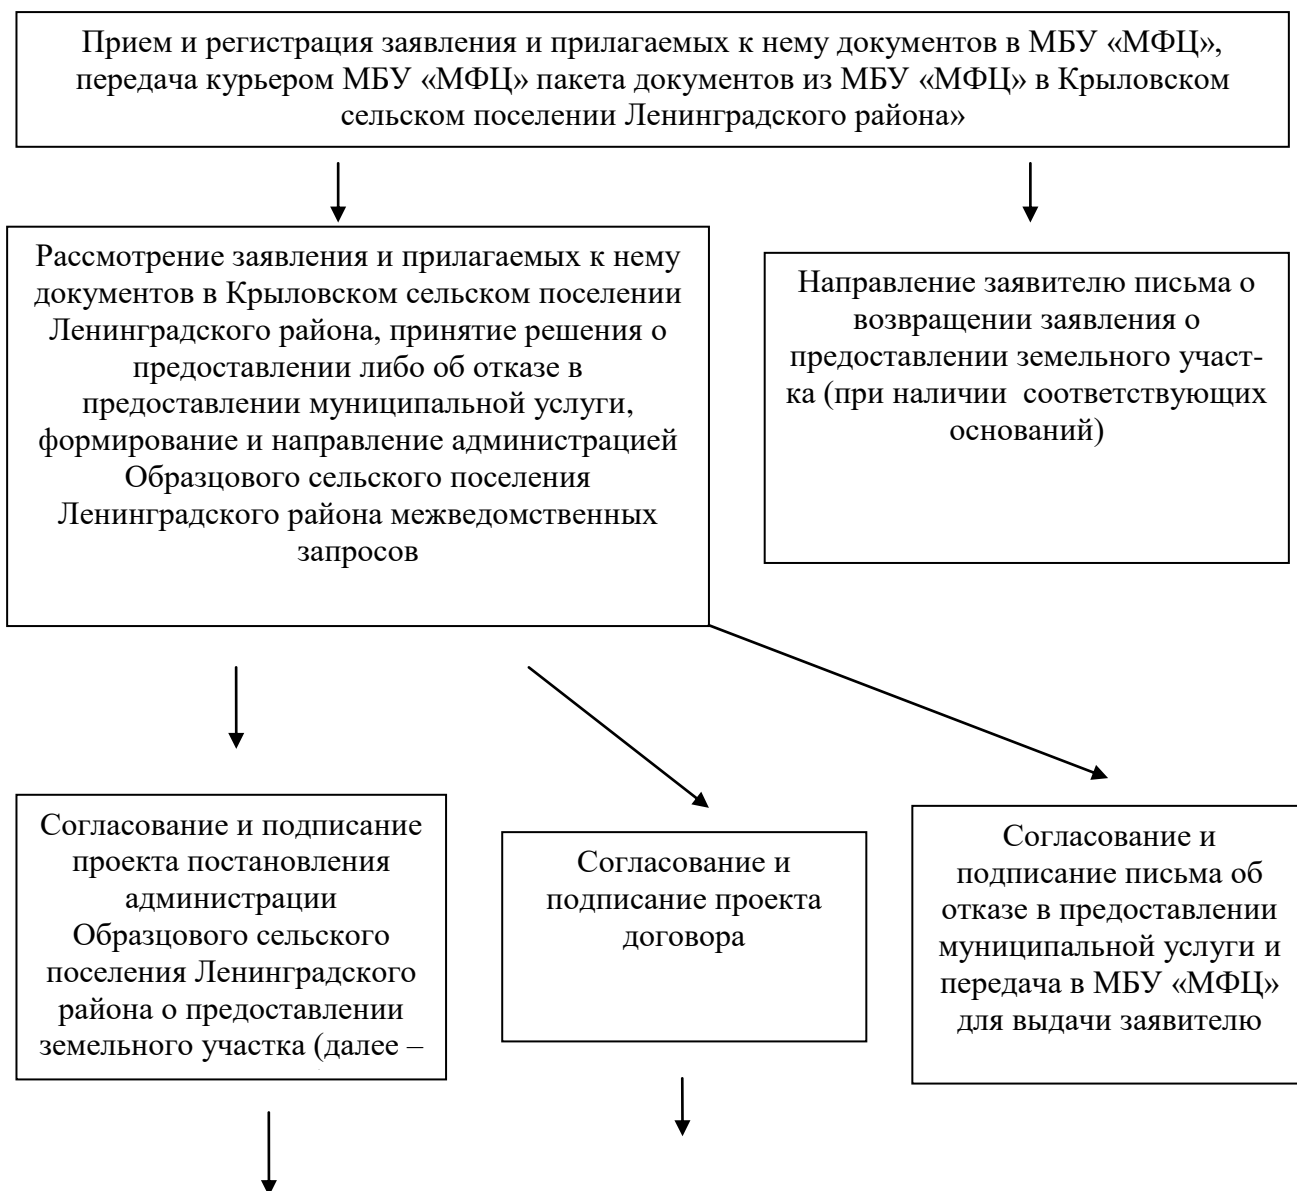 Прием и регистрация заявления и прилагаемых к нему документов в МБУ «МФЦ»,
передача курьером МБУ «МФЦ» пакета документов из МБУ «МФЦ» в Крыловском
сельском поселении Ленинградского района»
Рассмотрение заявления и прилагаемых к нему
документов в Крыловском сельском поселении
Ленинградского района, принятие решения о
предоставлении либо об отказе в
предоставлении муниципальной услуги,
формирование и направление администрацией
Образцового сельского поселения
Ленинградского района межведомственных
запросов
Направление заявителю письма о
возвращении заявления о
предоставлении земельного участ-
ка (при наличии  соответствующих
оснований)
Согласование и подписание
проекта постановления
администрации
Образцового сельского
поселения Ленинградского
района о предоставлении
земельного участка (далее –
Согласование и
подписание проекта
договора
Согласование и
подписание письма об
отказе в предоставлении
муниципальной услуги и
передача в МБУ «МФЦ»
для выдачи заявителю